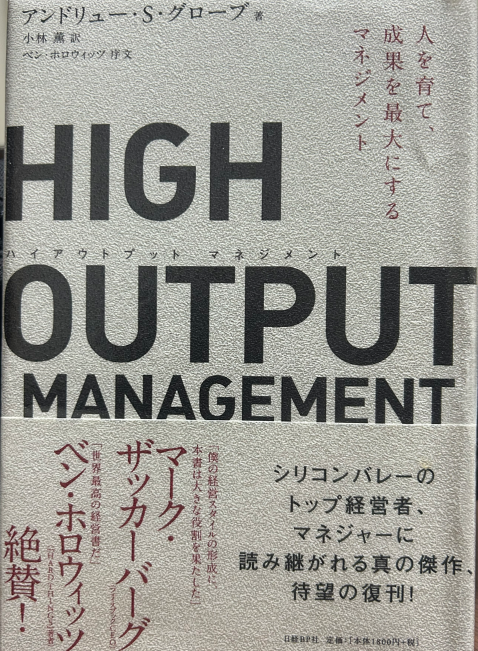 アンドリュー・S・グローブ 著
小林 薫 訳
ベン・ホロウィッツ 序文
人を育て、
成果を最大にする
マネジメント
HIGH
ハイアウトプット マネジメント
OUTPUT
MANAGEMENT
「僕の経営スタイルの形成に、
本書は大きな役割を果たした」
マーク・
ザッカーバーグ
「世界最高の経営書だ」
ベン・ホロウィッツ
絶賛!
シリコンバレーの
トップ経営者、
マネジャーに
読み継がれる真の傑作、
待望の復刊!
日経BP社 定価:[本体1800円+税]